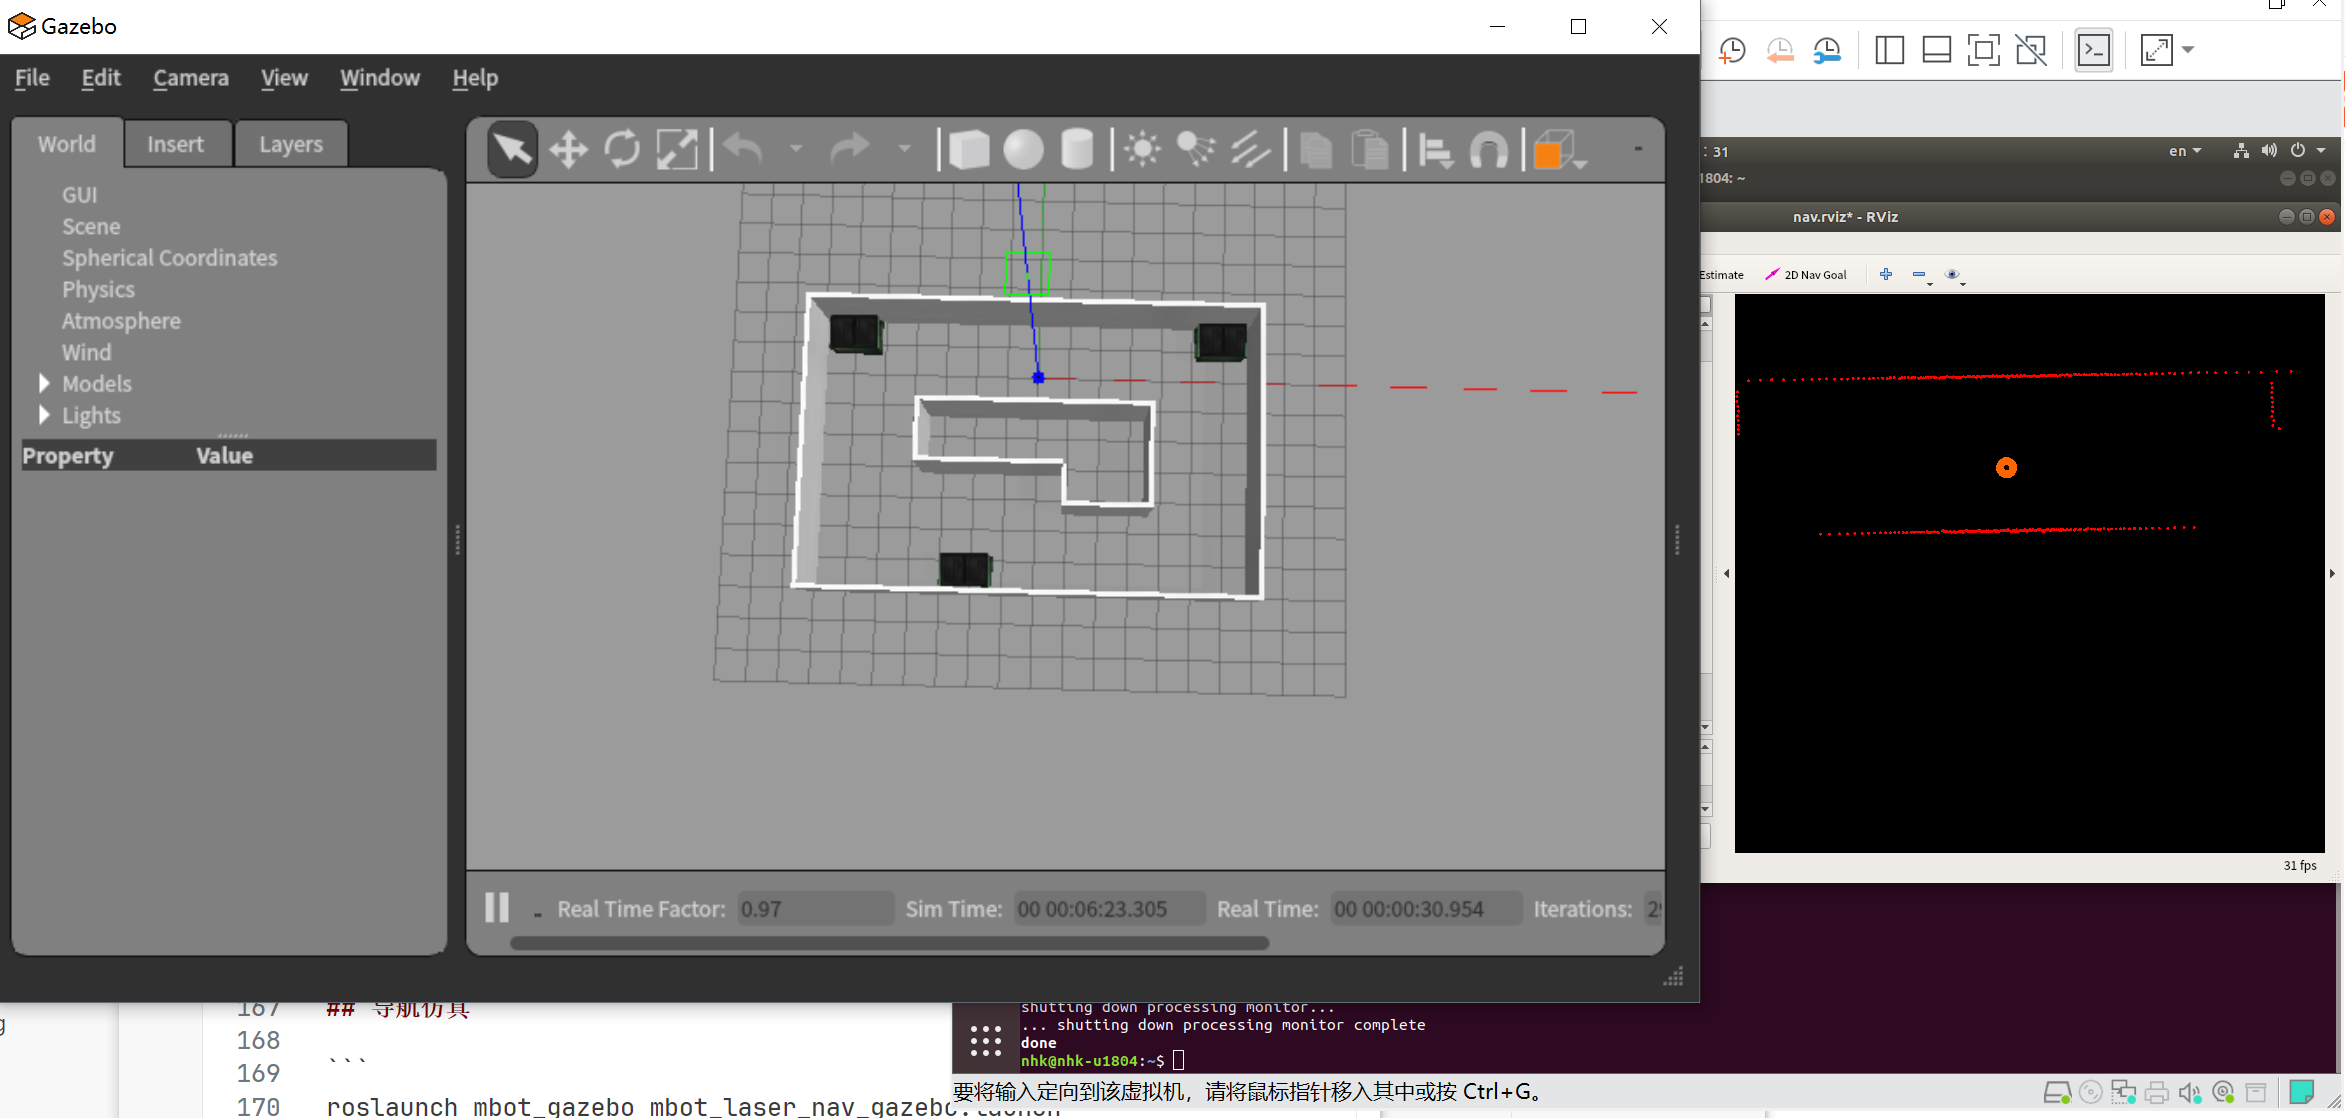 Gazebo
File Edit Camera View Window Help
World Insert Layers
GUI
Scene
Spherical Coordinates
Physics
Atmosphere
Wind
Models
Lights
Property Value
Real Time Factor: 0.97 Sim Time: 00 00:06:23.305 Real Time: 00 00:00:30.954 Iterations:
: 31
en
1804: ~
nav.rviz* - RViz
Estimate 2D Nav Goal
31 fps
167 ## 导航仿真
168
169 ```
170 roslaunch mbot_gazebo mbot_laser_nav_gazebo.launch
shutting down processing monitor...
... shutting down processing monitor complete
done
nhk@nhk-u1804:~$
要将输入定向到该虚拟机，请将鼠标指针移入其中或按 Ctrl+G。